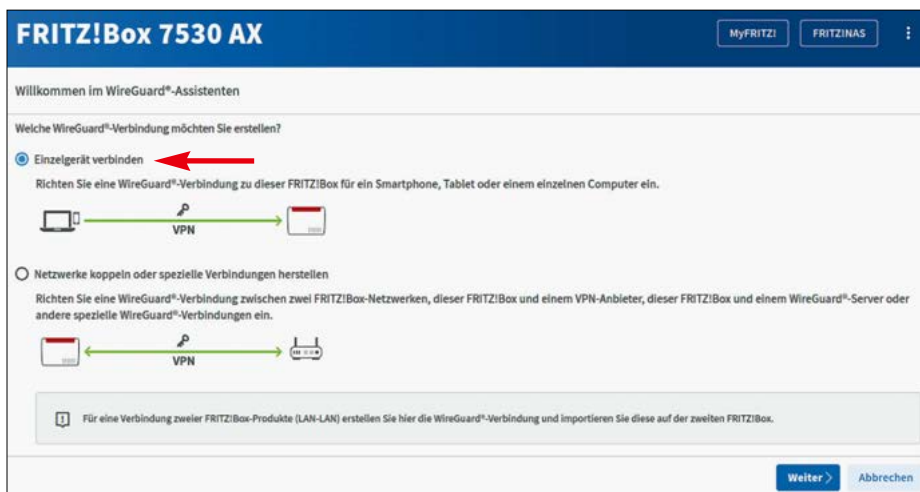 FRITZ!Box 7530 AX
MyFRITZ!
FRITZ!NAS
Willkommen im WireGuard®-Assistenten
Welche WireGuard®-Verbindung möchten Sie erstellen?
Einzelgerät verbinden
Richten Sie eine WireGuard®-Verbindung zu dieser FRITZ!Box für ein Smartphone, Tablet oder einem einzelnen Computer ein.
VPN
Netzwerke koppeln oder spezielle Verbindungen herstellen
Richten Sie eine WireGuard®-Verbindung zwischen zwei FRITZ!Box-Netzwerken, dieser FRITZ!Box und einem VPN-Anbieter, dieser FRITZ!Box und einem WireGuard®-Server oder
andere spezielle WireGuard®-Verbindungen ein.
VPN
Für eine Verbindung zweier FRITZ!Box-Produkte (LAN-LAN) erstellen Sie hier die WireGuard®-Verbindung und importieren Sie diese auf der zweiten FRITZ!Box.
Weiter
Abbrechen